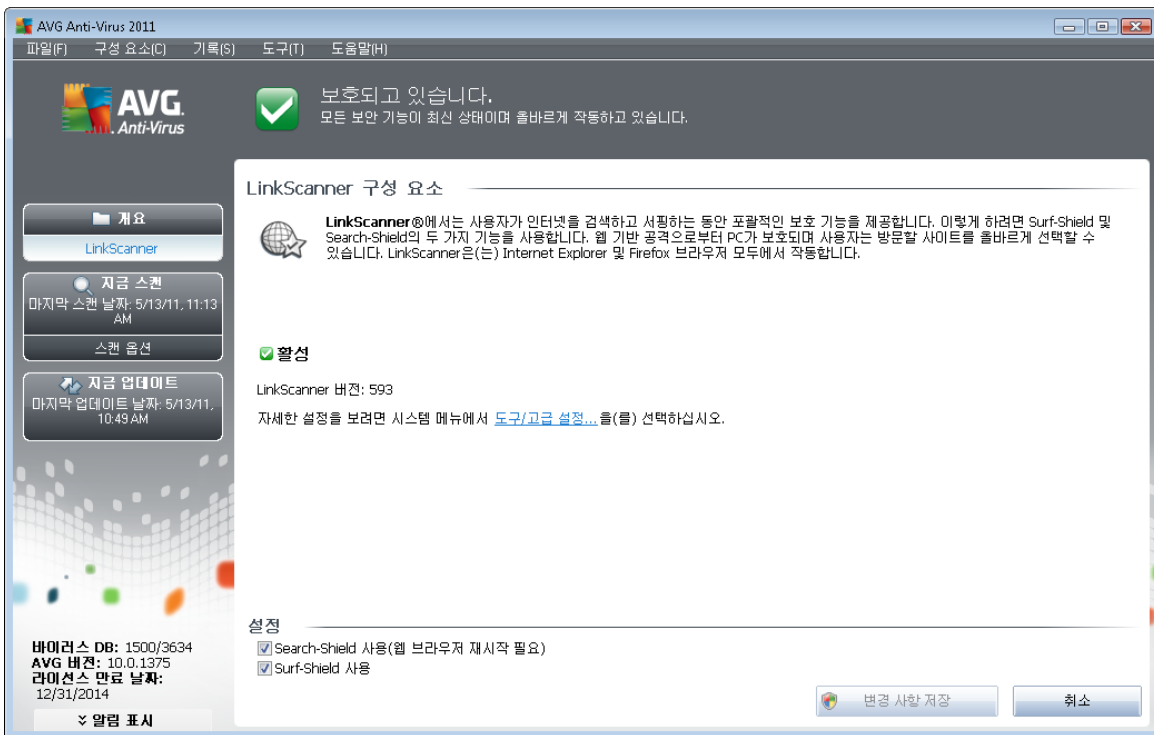 AVG Anti-Virus 2011
파일(F) 구성 요소(C) 기록(S) 도구(T) 도움말(H)
AVG.
Anti-Virus
보호되고 있습니다.
모든 보안 기능이 최신 상태이며 올바르게 작동하고 있습니다.
개요
LinkScanner
지금 스캔
마지막 스캔 날짜: 5/13/11, 11:13
AM
스캔 옵션
지금 업데이트
마지막 업데이트 날짜: 5/13/11,
10:49 AM
바이러스 DB: 1500/3634
AVG 버전: 10.0.1375
라이선스 만료 날짜:
12/31/2014
알림 표시
LinkScanner 구성 요소
LinkScanner®에서는 사용자가 인터넷을 검색하고 서핑하는 동안 포괄적인 보호 기능을 제공합니다. 이렇게 하려면 Surf-Shield 및
Search-Shield의 두 가지 기능을 사용합니다. 웹 기반 공격으로부터 PC가 보호되며 사용자는 방문할 사이트를 올바르게 선택할 수
있습니다. LinkScanner은(는) Internet Explorer 및 Firefox 브라우저 모두에서 작동합니다.
활성
LinkScanner 버전: 593
자세한 설정을 보려면 시스템 메뉴에서 도구/고급 설정... 을(를) 선택하십시오.
설정
Search-Shield 사용(웹 브라우저 재시작 필요)
Surf-Shield 사용
변경 사항 저장
취소